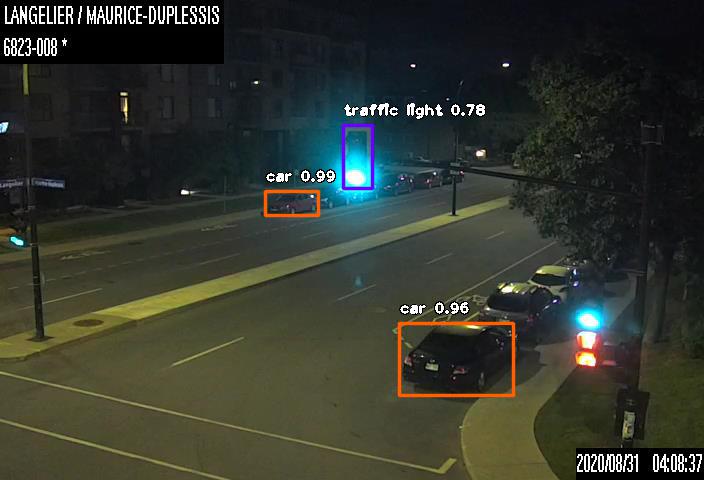 LANGELIER / MAURICE-DUPLESSIS
6823-008 *
traffic light 0.78
car 0.99
car 0.96
2020/08/31 04:08:37